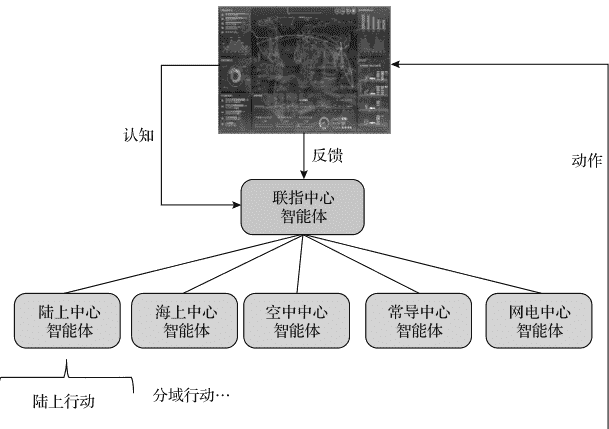 认知
反馈
动作
联指中心
智能体
陆上中心
智能体
海上中心
智能体
空中中心
智能体
常导中心
智能体
网电中心
智能体
陆上行动
分域行动…